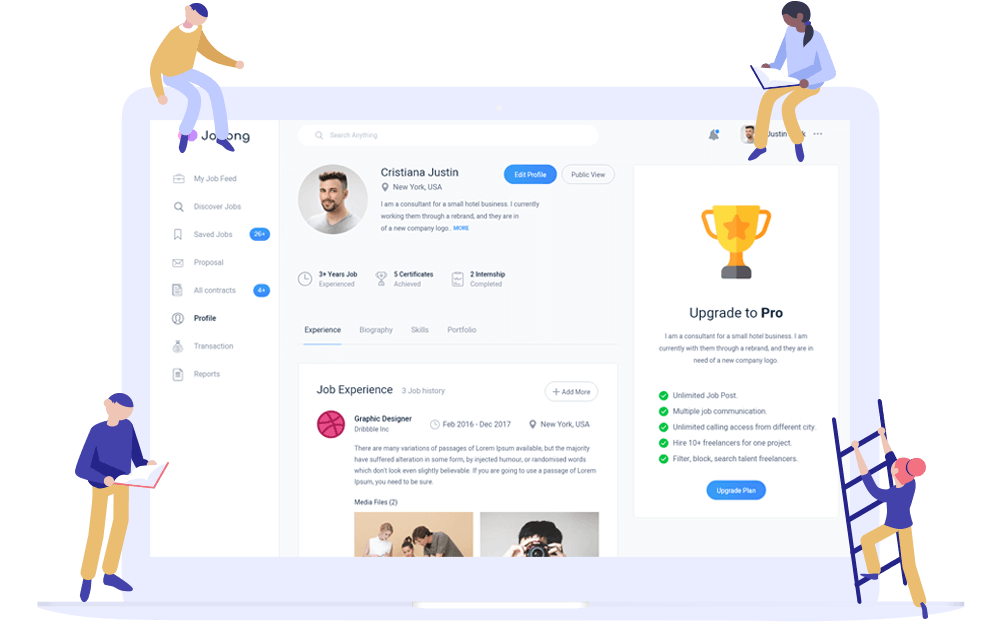 Search Anything
My Job Feed
Discover Jobs
Saved Jobs 26+
Proposal
All contracts 4+
Profile
Transaction
Reports
Cristiana Justin
New York, USA
Edit Profile
Public View
I am a consultant for a small hotel business. I currently
working them through a rebrand, and they are in
of a new company logo.. MORE
3+ Years Job
Experienced
5 Certificates
Achieved
2 Internship
Completed
Experience Biography Skills Portfolio
Job Experience 3 Job history
+ Add More
Graphic Designer
Dribbble Inc
Feb 2016 - Dec 2017
New York, USA
There are many variations of passages of Lorem Ipsum available, but the majority
have suffered alteration in some form, by injected humour, or randomised words
which don't look even slightly believable. If you are going to use a passage of Lorem
Ipsum, you need to be sure.
Media Files (2)
Justin
Upgrade to Pro
I am a consultant for a small hotel business. I am
currently with them through a rebrand, and they are in
need of a new company logo.
Unlimited Job Post.
Multiple job communication.
Unlimited calling access from different city.
Hire 10+ freelancers for one project.
Filter, block, search talent freelancers.
Upgrade Plan